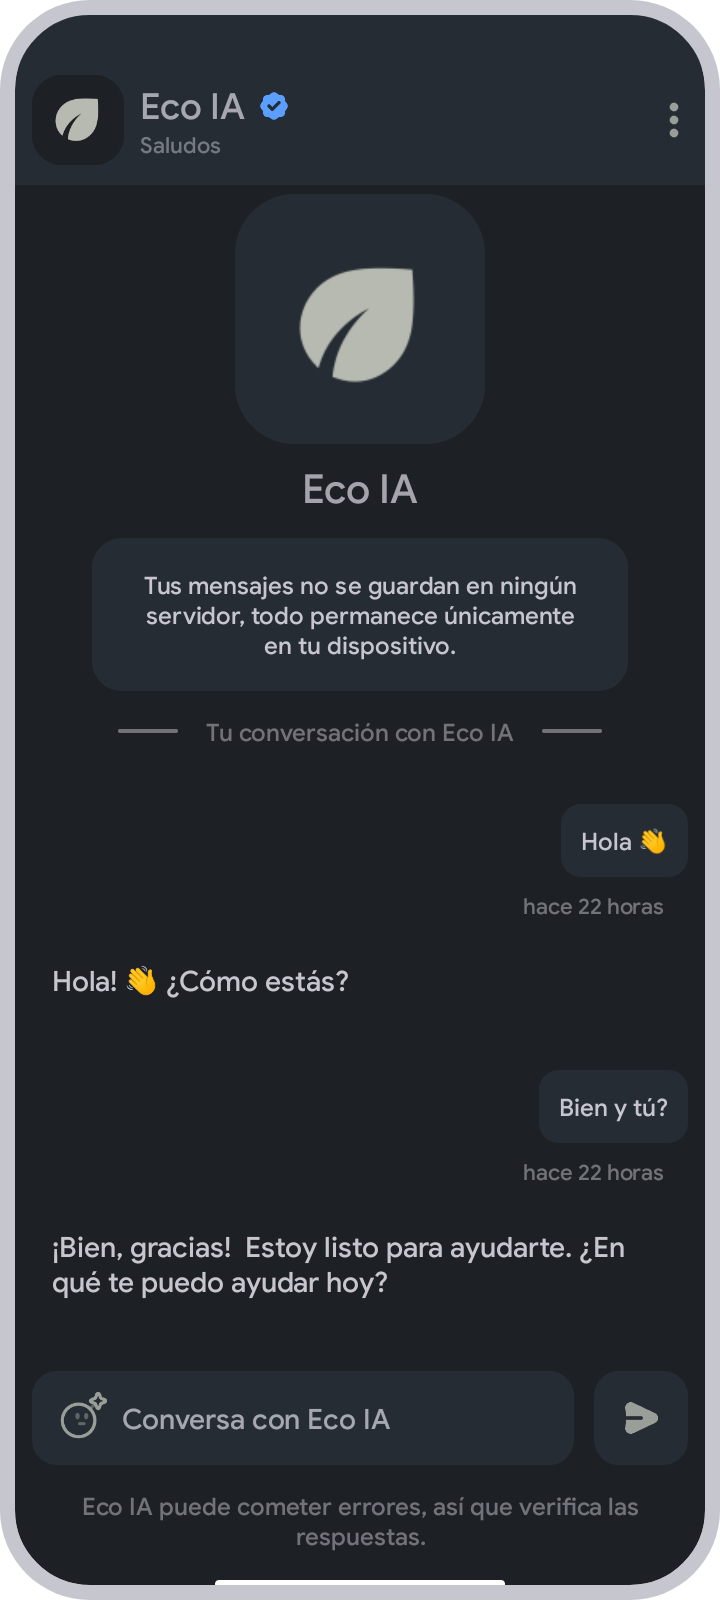 Eco IA
Saludos
Eco IA
Tus mensajes no se guardan en ningún
servidor, todo permanece únicamente
en tu dispositivo.
Tu conversación con Eco IA
Hola 👋
hace 22 horas
Hola! 👋 ¿Cómo estás?
Bien y tú?
hace 22 horas
¡Bien, gracias!  Estoy listo para ayudarte. ¿En
qué te puedo ayudar hoy?
Conversa con Eco IA
Eco IA puede cometer errores, así que verifica las
respuestas.